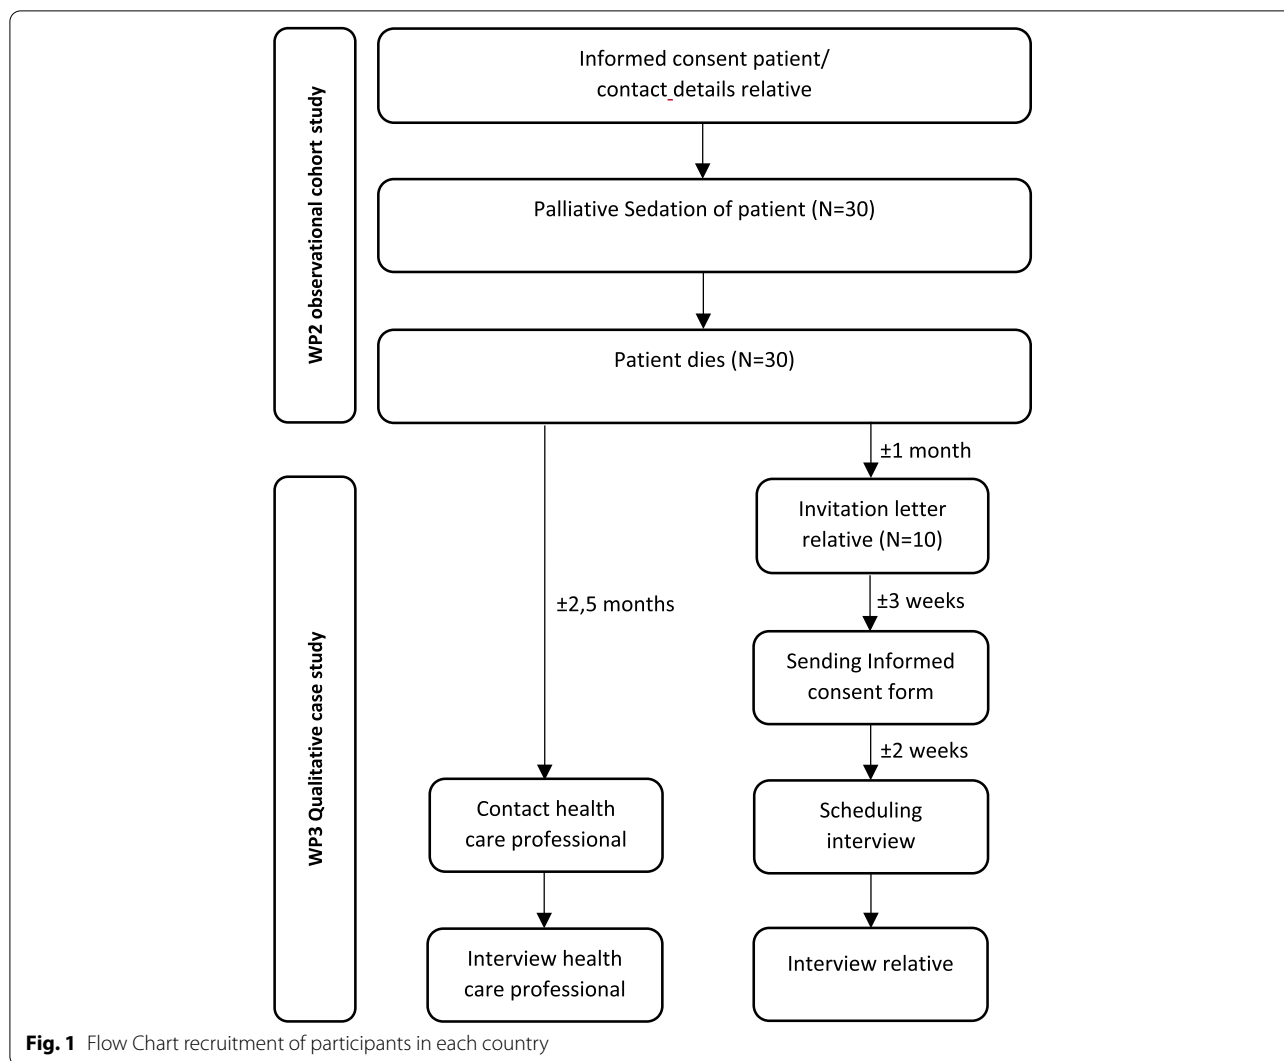 WP2 observational cohort study
Informed consent patient/
contact details relative
Palliative Sedation of patient (N=30)
Patient dies (N=30)
WP3 Qualitative case study
±1 month
Invitation letter
relative (N=10)
±2,5 months
±3 weeks
Sending Informed
consent form
±2 weeks
Contact health
care professional
Scheduling
interview
Interview health
care professional
Interview relative
Fig. 1 Flow Chart recruitment of participants in each country